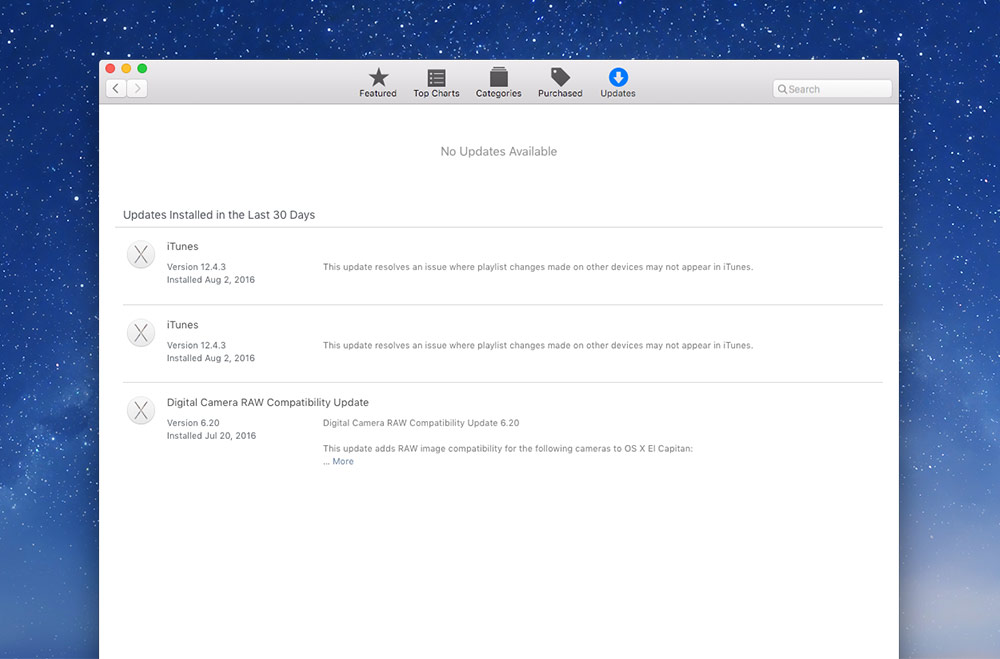 Featured
Top Charts
Categories
Purchased
Updates
Search
No Updates Available
Updates Installed in the Last 30 Days
iTunes
Version 12.4.3
Installed Aug 2, 2016
This update resolves an issue where playlist changes made on other devices may not appear in iTunes.
iTunes
Version 12.4.3
Installed Aug 2, 2016
This update resolves an issue where playlist changes made on other devices may not appear in iTunes.
Digital Camera RAW Compatibility Update
Version 6.20
Installed Jul 20, 2016
Digital Camera RAW Compatibility Update 6.20
This update adds RAW image compatibility for the following cameras to OS X El Capitan:
... More